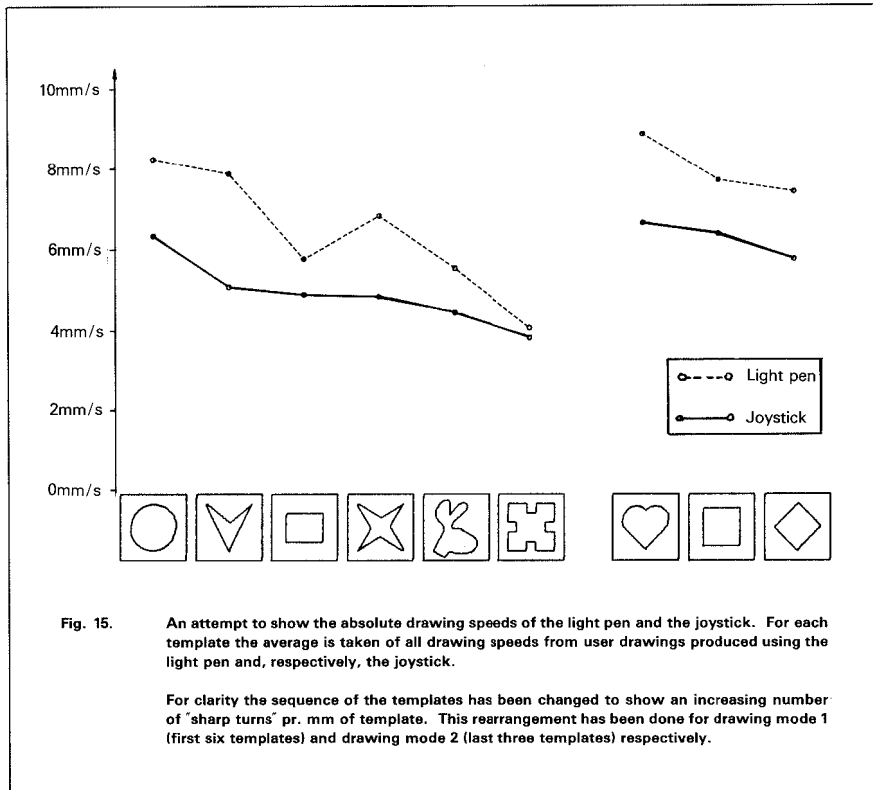 10mm/s
8mm/s
6mm/s
4mm/s
2mm/s
0mm/s
Light pen
Joystick
Fig. 15. An attempt to show the absolute drawing speeds of the light pen and the joystick. For each
template the average is taken of all drawing speeds from user drawings produced using the
light pen and, respectively, the joystick.
For clarity the sequence of the templates has been changed to show an increasing number
of "sharp turns" pr. mm of template. This rearrangement has been done for drawing mode 1
(first six templates) and drawing mode 2 (last three templates) respectively.